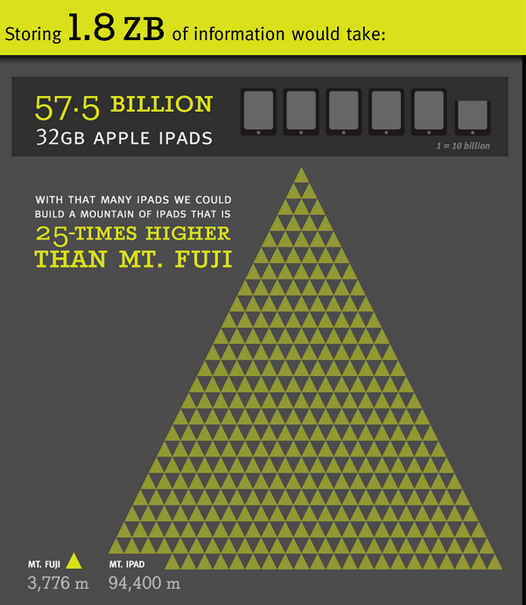 Storing 1.8 ZB of information would take:
57.5 BILLION
32GB APPLE IPADS
1 = 10 billion
WITH THAT MANY IPADS WE COULD
BUILD A MOUNTAIN OF IPADS THAT IS
25-TIMES HIGHER
THAN MT. FUJI
MT. FUJI
3,776 m
MT. IPAD
94,400 m